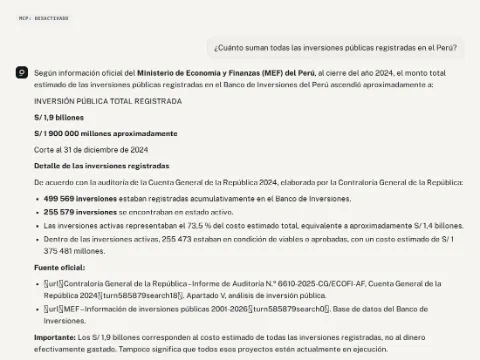 MCP: DESACTIVADO
¿Cuánto suman todas las inversiones públicas registradas en el Perú?
Según información oficial del Ministerio de Economía y Finanzas (MEF) del Perú, al cierre del año 2024, el monto total
estimado de las inversiones públicas registradas en el Banco de Inversiones del Perú ascendió aproximadamente a:
INVERSIÓN PÚBLICA TOTAL REGISTRADA
S/ 1,9 billones
S/ 1 900 000 millones aproximadamente
Corte al 31 de diciembre de 2024
Detalle de las inversiones registradas
De acuerdo con la auditoría de la Cuenta General de la República 2024, elaborada por la Contraloría General de la República:
• 499 569 inversiones estaban registradas acumulativamente en el Banco de Inversiones.
• 255 579 inversiones se encontraban en estado activo.
• Las inversiones activas representaban el 73,5 % del costo estimado total, equivalente a aproximadamente S/ 1,4 billones.
• Dentro de las inversiones activas, 255 473 estaban en condición de viables o aprobadas, con un costo estimado de S/ 1
375 481 millones.
Fuente oficial:
• urlContraloría General de la República – Informe de Auditoría N.° 6610-2025-CG/ECOFI-AF, Cuenta General de la
República 2024turn585879search18. Apartado V, análisis de inversión pública.
• urlMEF – Información de inversiones públicas 2001-2026turn585879search0. Base de datos del Banco de
Inversiones.
Importante: Los S/ 1,9 billones corresponden al costo estimado de todas las inversiones registradas, no al dinero
efectivamente gastado. Tampoco significa que todos esos proyectos estén actualmente en ejecución.